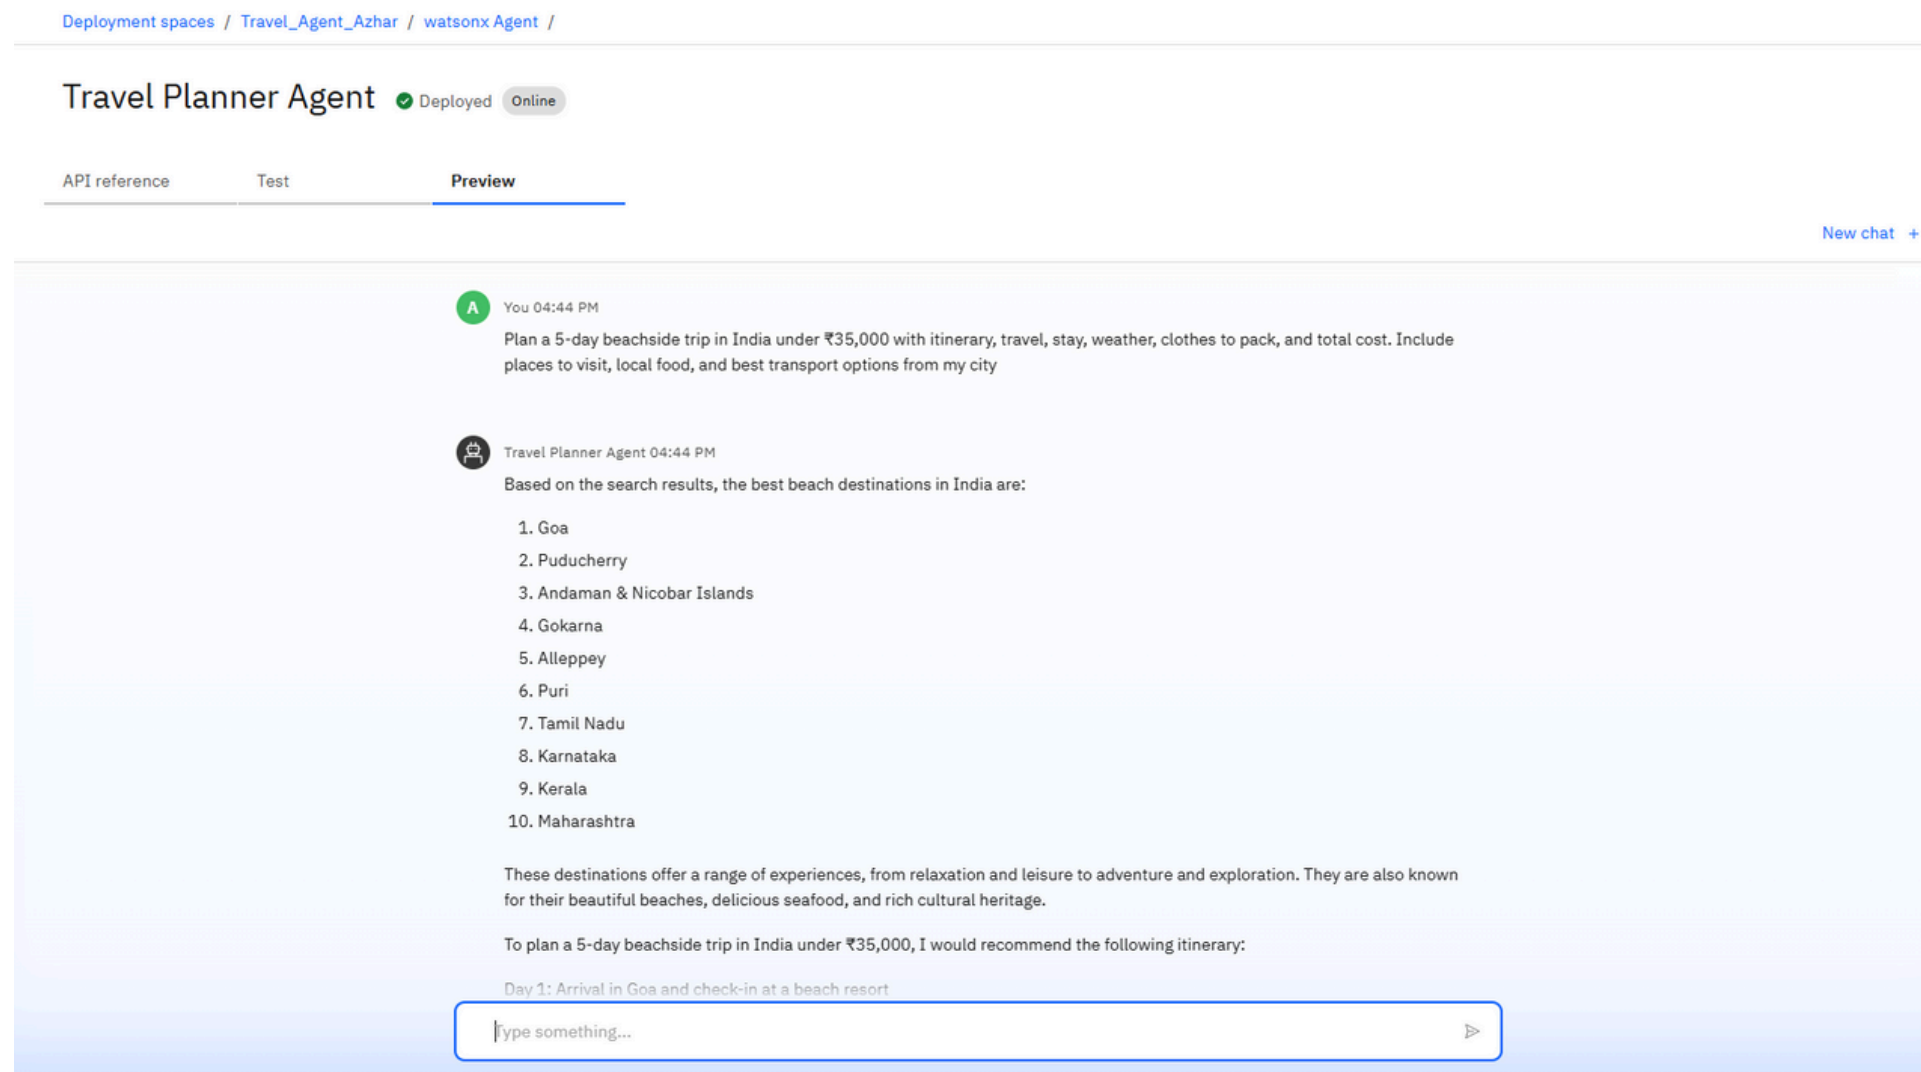 Deployment spaces / Travel_Agent_Azhar / watsonx Agent /
Travel Planner Agent Deployed Online
API reference Test Preview
New chat +
A You 04:44 PM
Plan a 5-day beachside trip in India under ₹35,000 with itinerary, travel, stay, weather, clothes to pack, and total cost. Include
places to visit, local food, and best transport options from my city
Travel Planner Agent 04:44 PM
Based on the search results, the best beach destinations in India are:
1. Goa
2. Puducherry
3. Andaman & Nicobar Islands
4. Gokarna
5. Alleppey
6. Puri
7. Tamil Nadu
8. Karnataka
9. Kerala
10. Maharashtra
These destinations offer a range of experiences, from relaxation and leisure to adventure and exploration. They are also known
for their beautiful beaches, delicious seafood, and rich cultural heritage.
To plan a 5-day beachside trip in India under ₹35,000, I would recommend the following itinerary:
Day 1: Arrival in Goa and check-in at a beach resort
Type something...